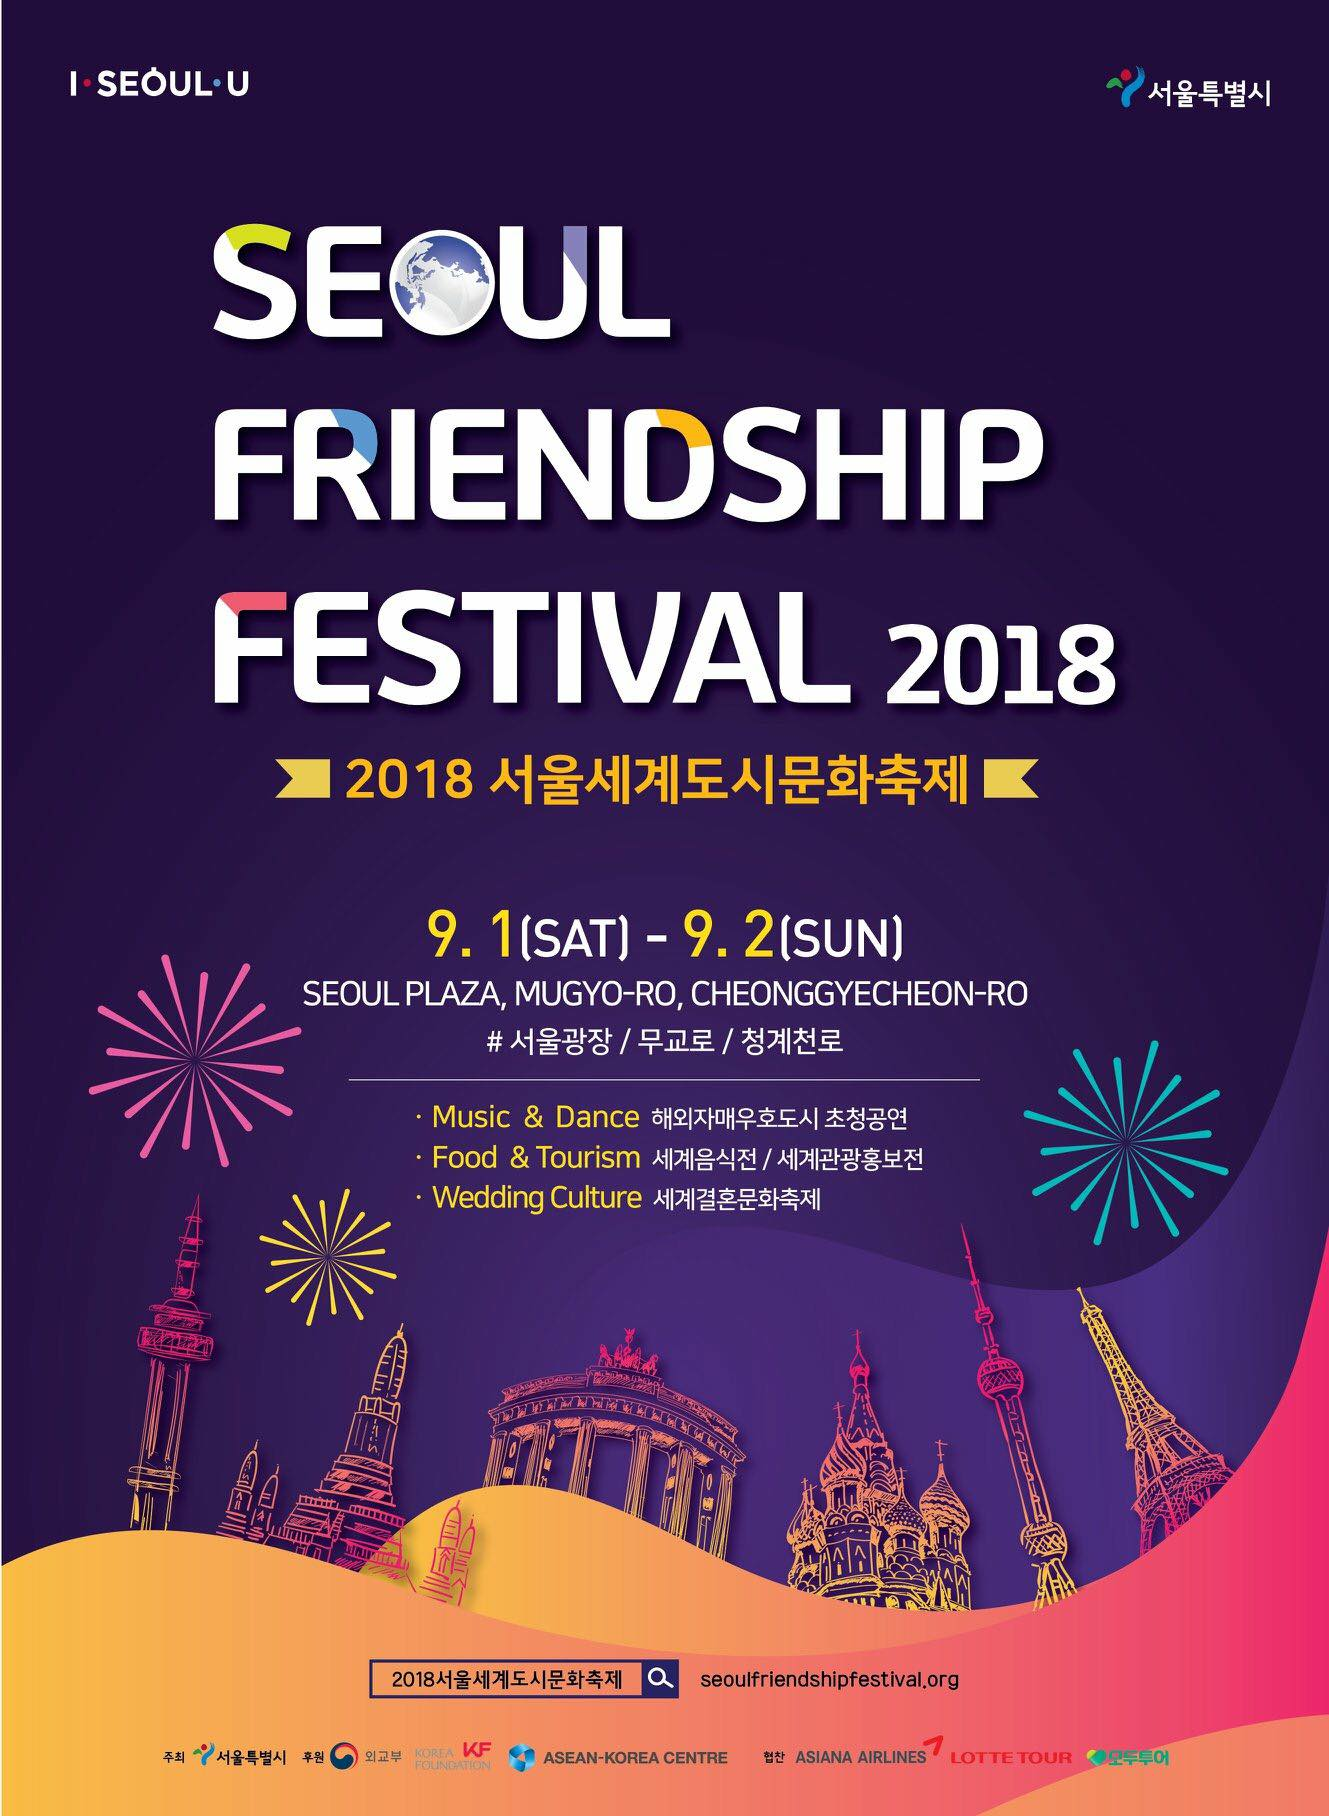 I·SEOUL·U
서울특별시
SEOUL
FRIENDSHIP
FESTIVAL 2018
2018 서울세계도시문화축제
9. 1(SAT) - 9. 2(SUN)
SEOUL PLAZA, MUGYO-RO, CHEONGGYECHEON-RO
# 서울광장 / 무교로 / 청계천로
· Music & Dance 해외자매우호도시 초청공연
· Food & Tourism 세계음식전 / 세계관광홍보전
· Wedding Culture 세계결혼문화축제
2018서울세계도시문화축제 seoulfriendshipfestival.org
주최 서울특별시 후원 외교부 KOREA FOUNDATION KF ASEAN-KOREA CENTRE 협찬 ASIANA AIRLINES LOTTE TOUR 모두투어